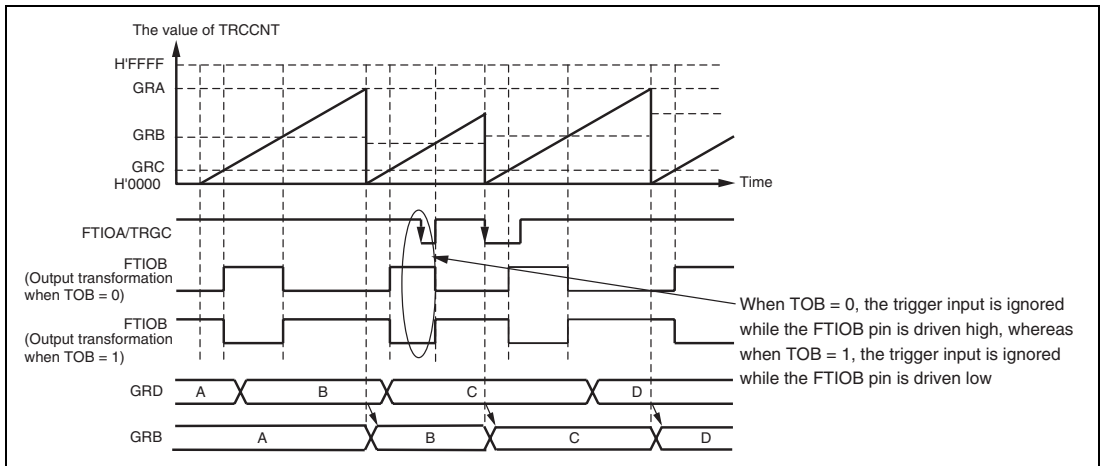 The value of TRCCNT
H'FFFF
GRA
GRB
GRC
H'0000
Time
FTIOA/TRGC
FTIOB
(Output transformation
when TOB = 0)
FTIOB
(Output transformation
when TOB = 1)
When TOB = 0, the trigger input is ignored
while the FTIOB pin is driven high, whereas
when TOB = 1, the trigger input is ignored
while the FTIOB pin is driven low
GRD A B C D
GRB A B C D